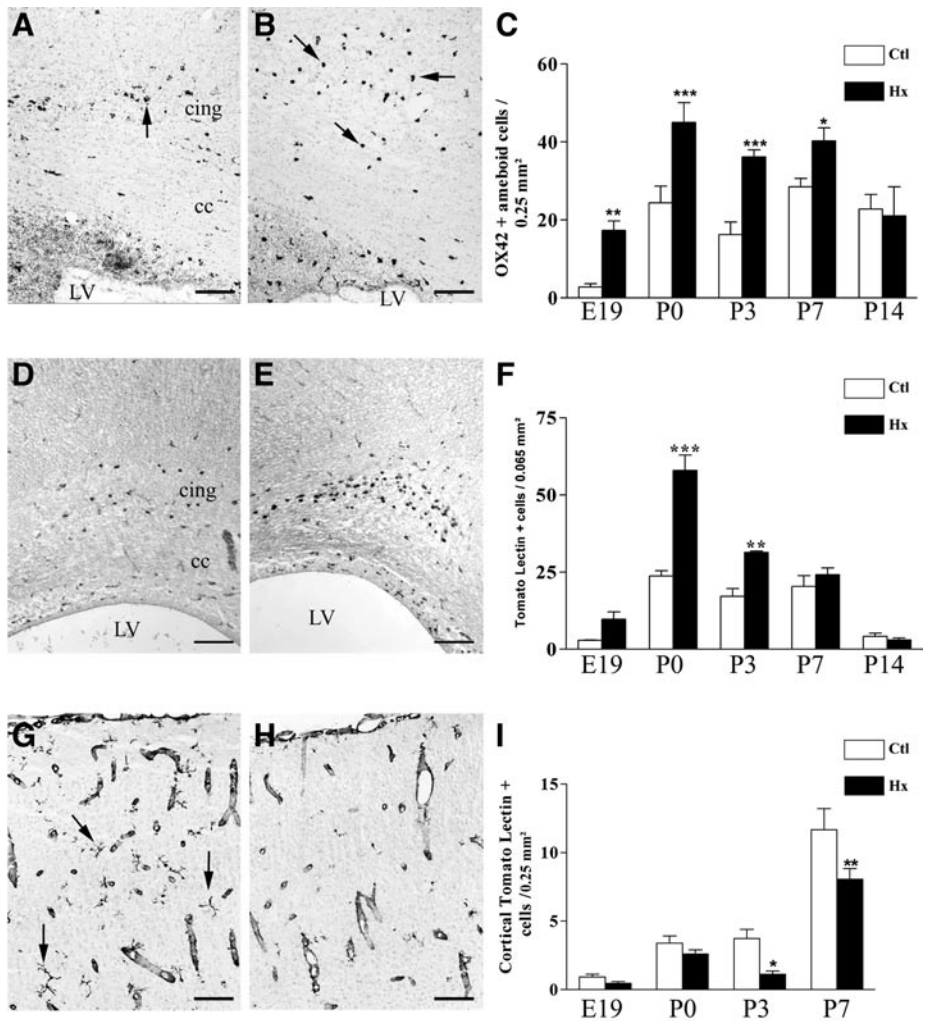 A
cing
cc
LV
B
LV
C
Ctl
Hx
OX42 + ameboid cells /
0.25 mm²
60
40
20
0
**
***
***
*
E19 P0 P3 P7 P14
D
cing
cc
LV
E
LV
F
Ctl
Hx
Tomato Lectin + cells / 0.065 mm²
75
50
25
0
***
**
E19 P0 P3 P7 P14
G
H
I
Ctl
Hx
Cortical Tomato Lectin +
cells /0.25 mm²
15
10
5
0
*
**
E19 P0 P3 P7